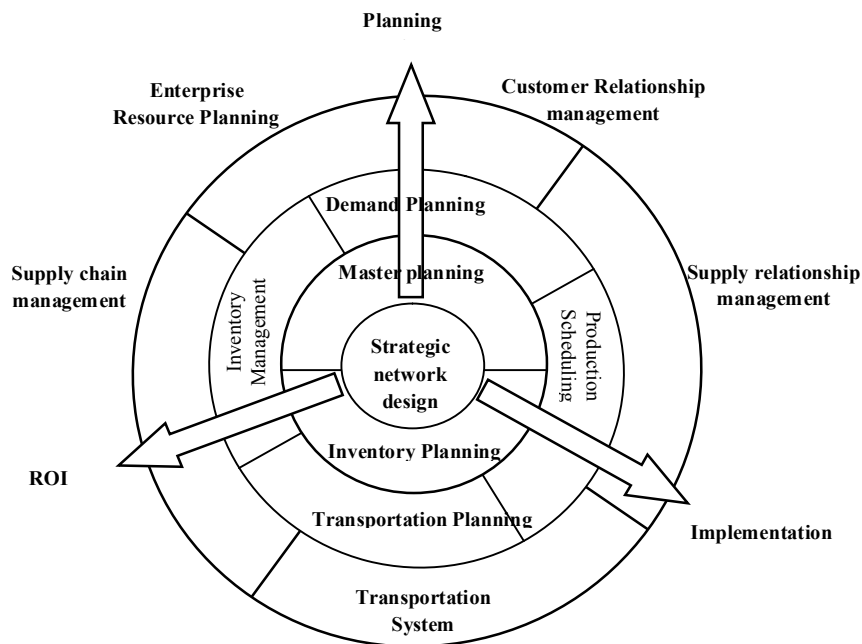 Planning
Enterprise
Resource Planning
Customer Relationship
management
Demand Planning
Master planning
Supply chain
management
Supply relationship
management
Inventory
Management
Strategic
network
design
Production
Scheduling
Inventory Planning
ROI
Transportation Planning
Implementation
Transportation
System